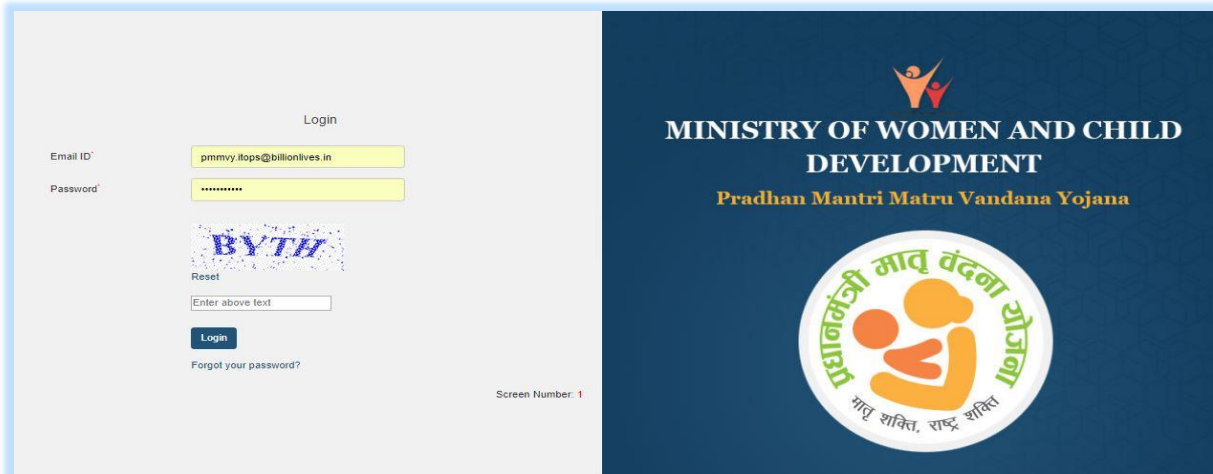 Login
Email ID*
pmmvy.itops@billionlives.in
Password*
•••••••••••
BYTH
Reset
Enter above text
Login
Forgot your password?
Screen Number: 1
MINISTRY OF WOMEN AND CHILD
DEVELOPMENT
Pradhan Mantri Matru Vandana Yojana
प्रधानमंत्री मातृ वंदना योजना
मातृ शक्ति, राष्ट्र शक्ति